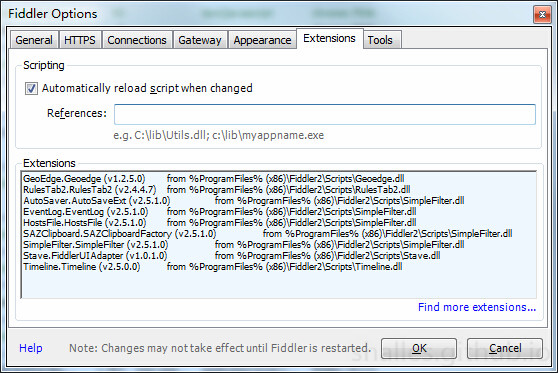 Fiddler Options
General HTTPS Connections Gateway Appearance Extensions Tools
Scripting
Automatically reload script when changed
References:
e.g. C:\lib\Utils.dll; c:\lib\myappname.exe
Extensions
GeoEdge.Geoedge (v1.2.5.0) from %ProgramFiles% (x86)\Fiddler2\Scripts\Geoedge.dll
RulesTab2.RulesTab2 (v2.4.4.7) from %ProgramFiles% (x86)\Fiddler2\Scripts\RulesTab2.dll
AutoSaver.AutoSaveExt (v2.5.1.0) from %ProgramFiles% (x86)\Fiddler2\Scripts\SimpleFilter.dll
EventLog.EventLog (v2.5.1.0) from %ProgramFiles% (x86)\Fiddler2\Scripts\SimpleFilter.dll
HostsFile.HostsFile (v2.5.1.0) from %ProgramFiles% (x86)\Fiddler2\Scripts\SimpleFilter.dll
SAZClipboard.SAZClipboardFactory (v2.5.1.0) from %ProgramFiles% (x86)\Fiddler2\Scripts\SimpleFilter.dll
SimpleFilter.SimpleFilter (v2.5.1.0) from %ProgramFiles% (x86)\Fiddler2\Scripts\SimpleFilter.dll
Stave.FiddlerUIAdapter (v1.0.1.0) from %ProgramFiles% (x86)\Fiddler2\Scripts\Stave.dll
Timeline.Timeline (v2.5.0.0) from %ProgramFiles% (x86)\Fiddler2\Scripts\Timeline.dll
Find more extensions...
Help Note: Changes may not take effect until Fiddler is restarted. OK Cancel